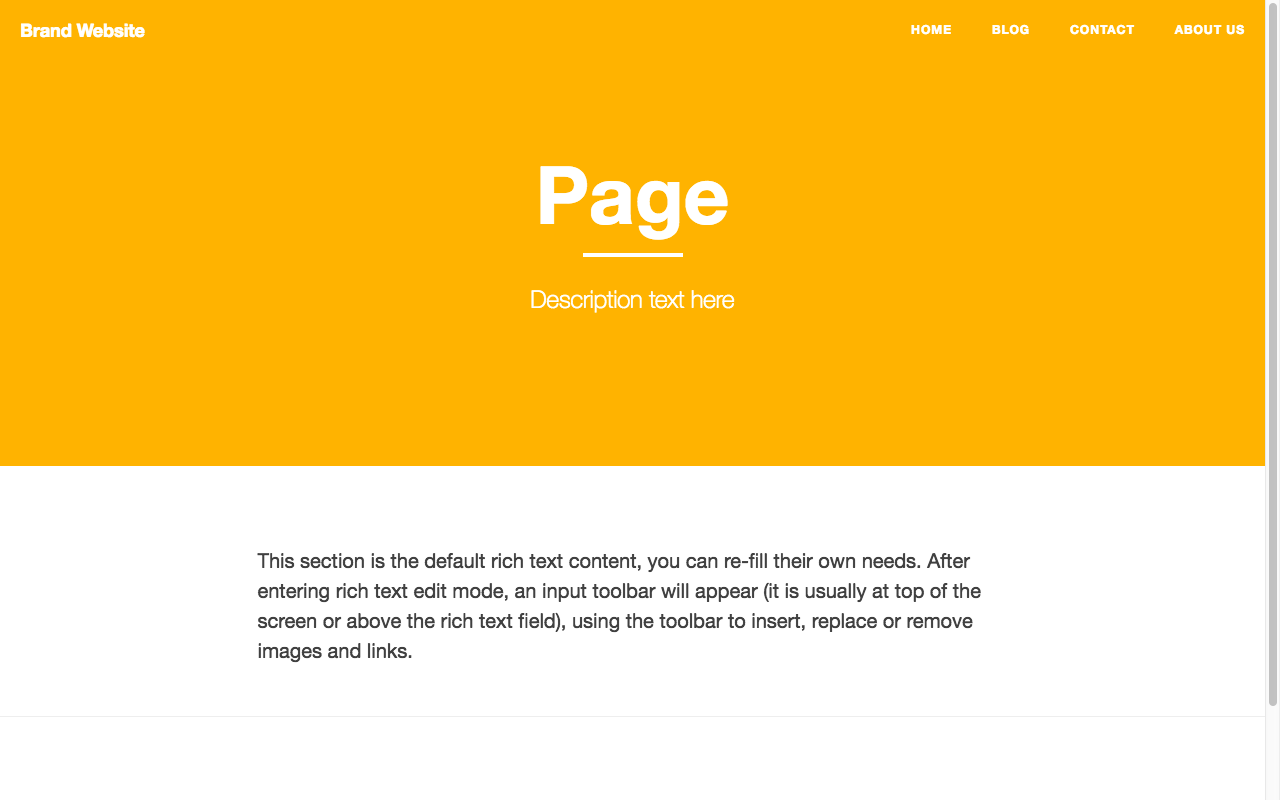 Brand Website
HOME BLOG CONTACT ABOUT US
Page
Description text here
This section is the default rich text content, you can re-fill their own needs. After
entering rich text edit mode, an input toolbar will appear (it is usually at top of the
screen or above the rich text field), using the toolbar to insert, replace or remove
images and links.